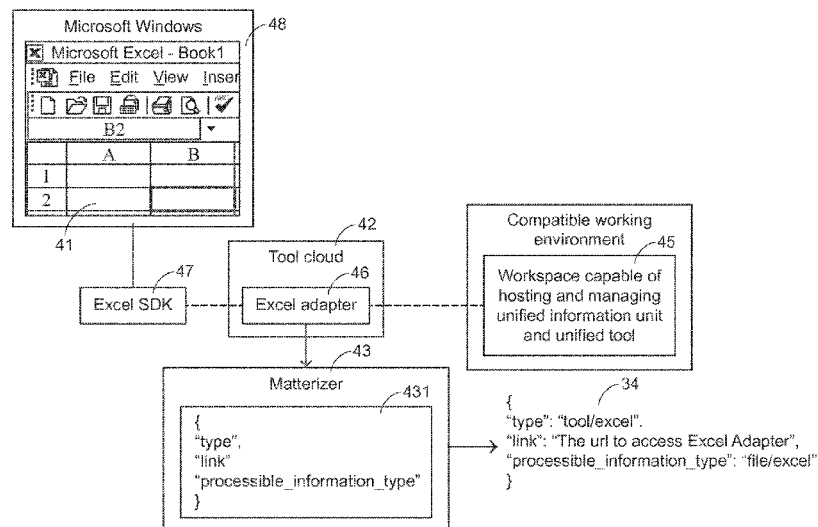 Microsoft Windows
48
Microsoft Excel - Book1
File Edit View Inser
B2
A B
1
2
41
42
Tool cloud
47
Excel SDK
46
Excel adapter
Compatible working
environment
45
Workspace capable of
hosting and managing
unified information unit
and unified tool
43
Matterizer
431
{
"type",
"link"
"processible_information_type"
}
34
{
"type": "tool/excel".
"link": "The url to access Excel Adapter",
"processible_information_type": "file/excel"
}